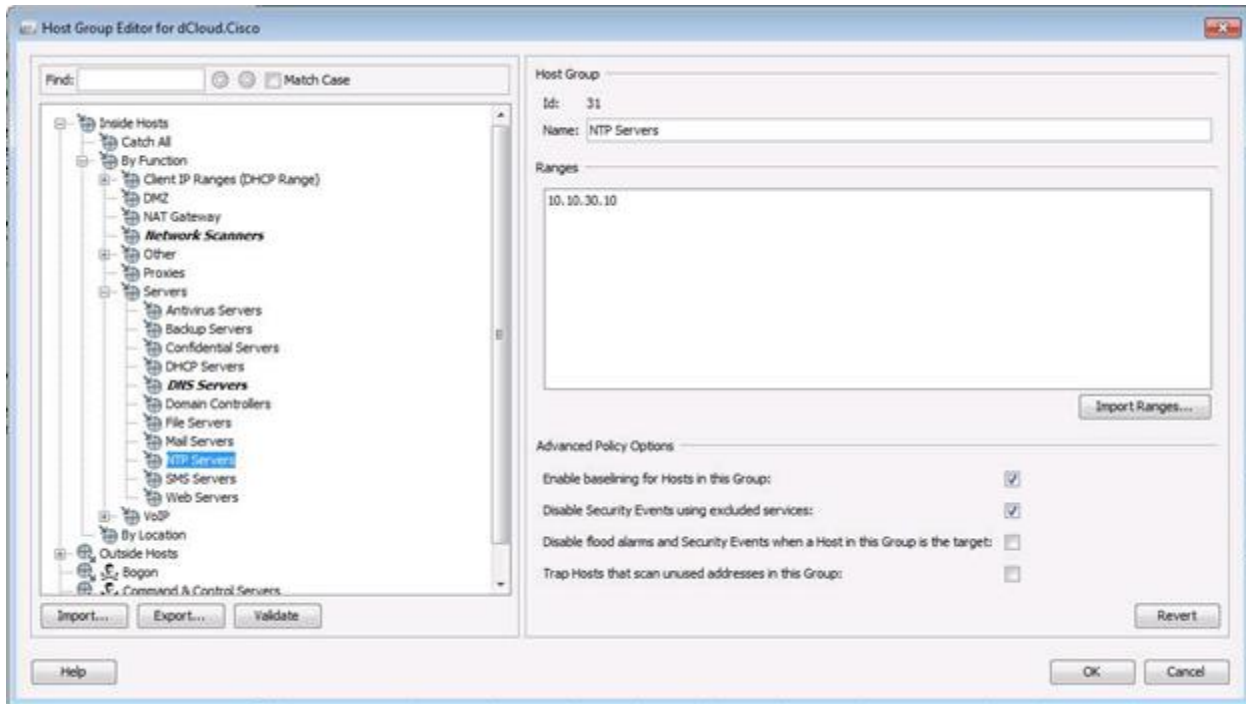 Host Group Editor for dCloud.Cisco
Find:
Match Case
Inside Hosts
Catch All
By Function
Client IP Ranges (DHCP Range)
DMZ
NAT Gateway
Network Scanners
Other
Proxies
Servers
Antivirus Servers
Backup Servers
Confidential Servers
DHCP Servers
DNS Servers
Domain Controllers
File Servers
Mail Servers
NTP Servers
SMS Servers
Web Servers
VoIP
By Location
Outside Hosts
Bogon
Command & Control Servers
Import...
Export...
Validate
Host Group
Id: 31
Name: NTP Servers
Ranges
10.10.30.10
Import Ranges...
Advanced Policy Options
Enable baselining for Hosts in this Group:
Disable Security Events using excluded services:
Disable flood alarms and Security Events when a Host in this Group is the target:
Trap Hosts that scan unused addresses in this Group:
Revert
Help
OK
Cancel